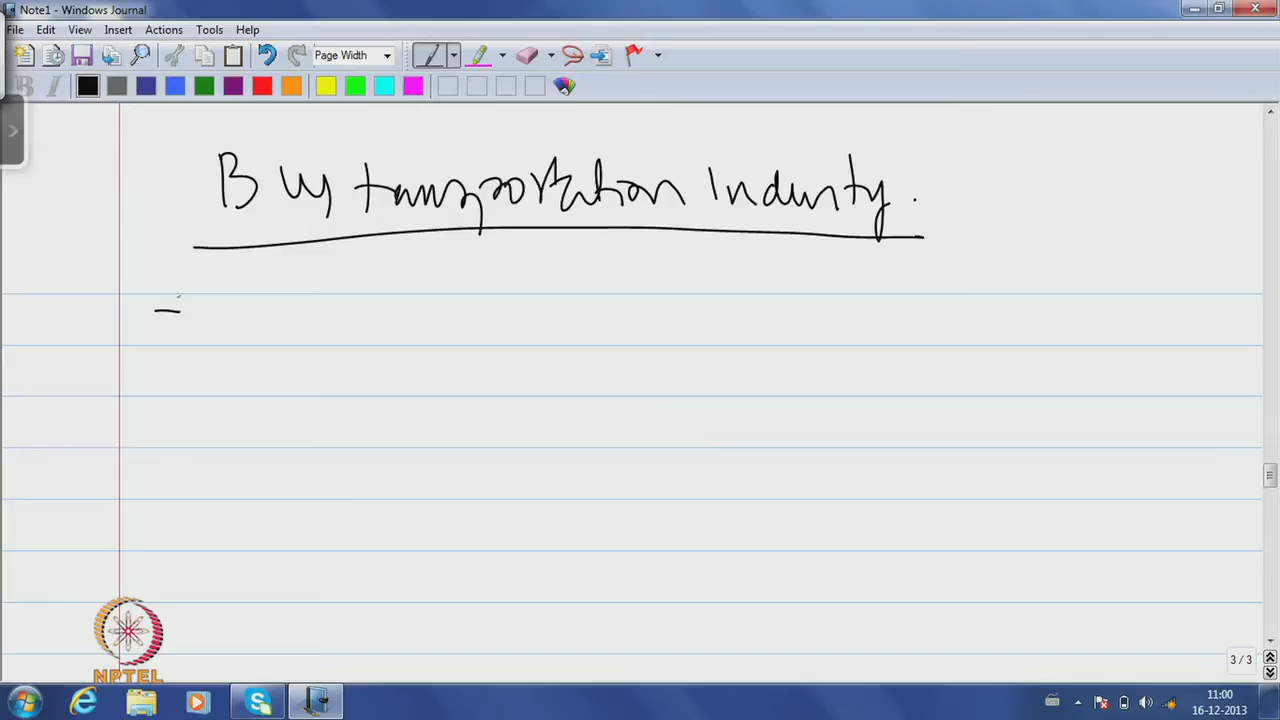 Note1 - Windows Journal
File Edit View Insert Actions Tools Help
Page Width
B I
Bus transportation Industry.
NPTEL
3 / 3
11:00
16-12-2013